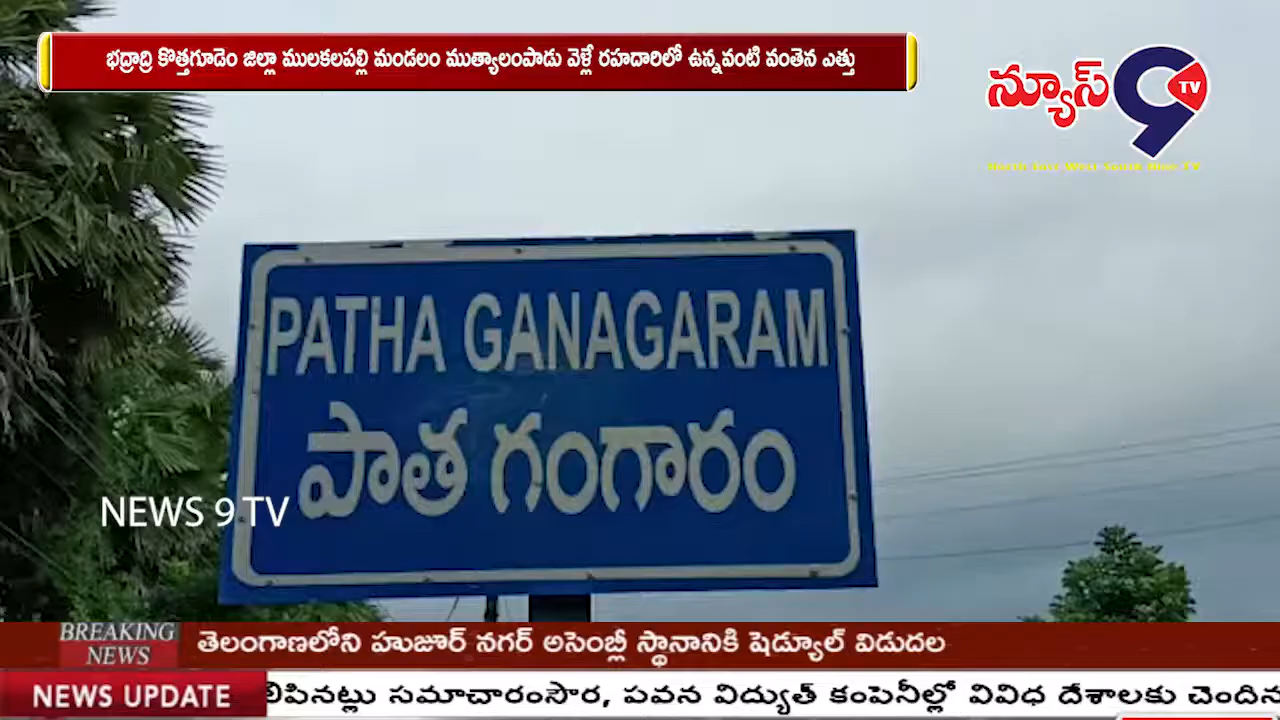 భద్రాద్రి కొత్తగూడెం జిల్లా ములకలపల్లి మండలం ముత్యాలంపాడు వెళ్లే రహదారిలో ఉన్నవంటి వంతెన ఎత్తు
న్యూస్ 9 TV
PATHA GANAGARAM
పాత గంగారం
NEWS 9 TV
BREAKING NEWS
తెలంగాణలోని హుజూర్ నగర్ అసెంబ్లీ స్థానానికి షెడ్యూల్ విడుదల
NEWS UPDATE
లిపినట్లు సమాచారంసౌర, పవన విద్యుత్ కంపెనీల్లో వివిధ దేశాలకు చెందిన